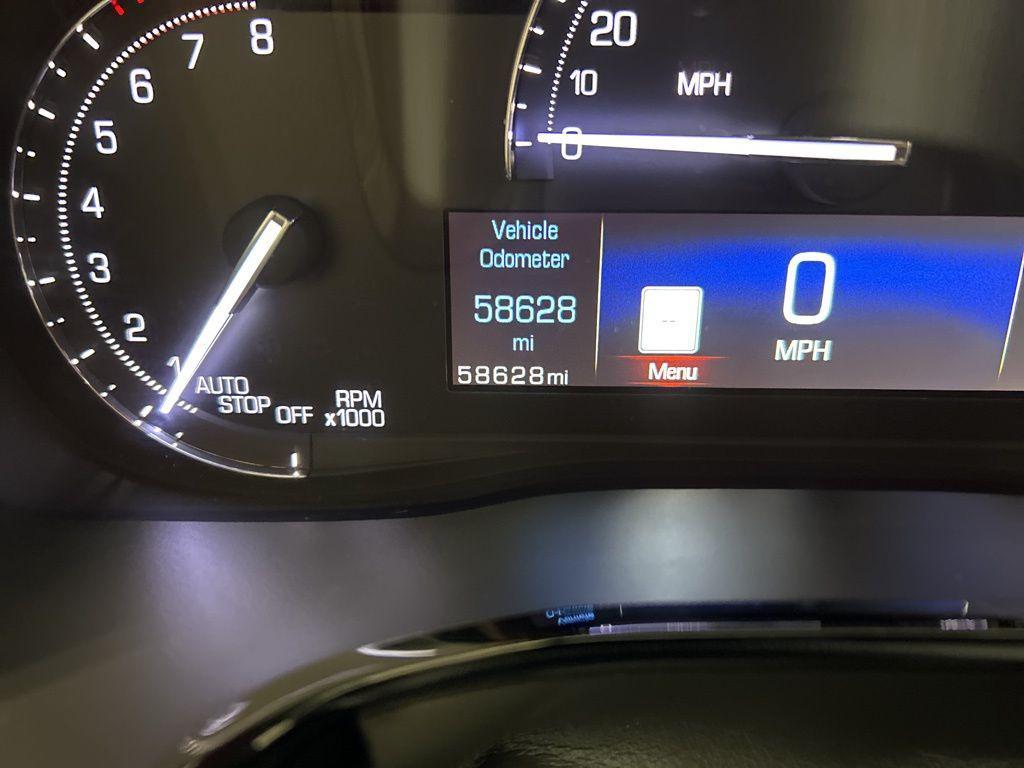 8
7
6
5
4
3
2
1
AUTO
STOP
OFF
RPM
x1000
20
10
0
MPH
Vehicle
Odometer
58628
mi
58628mi
--
Menu
0
MPH